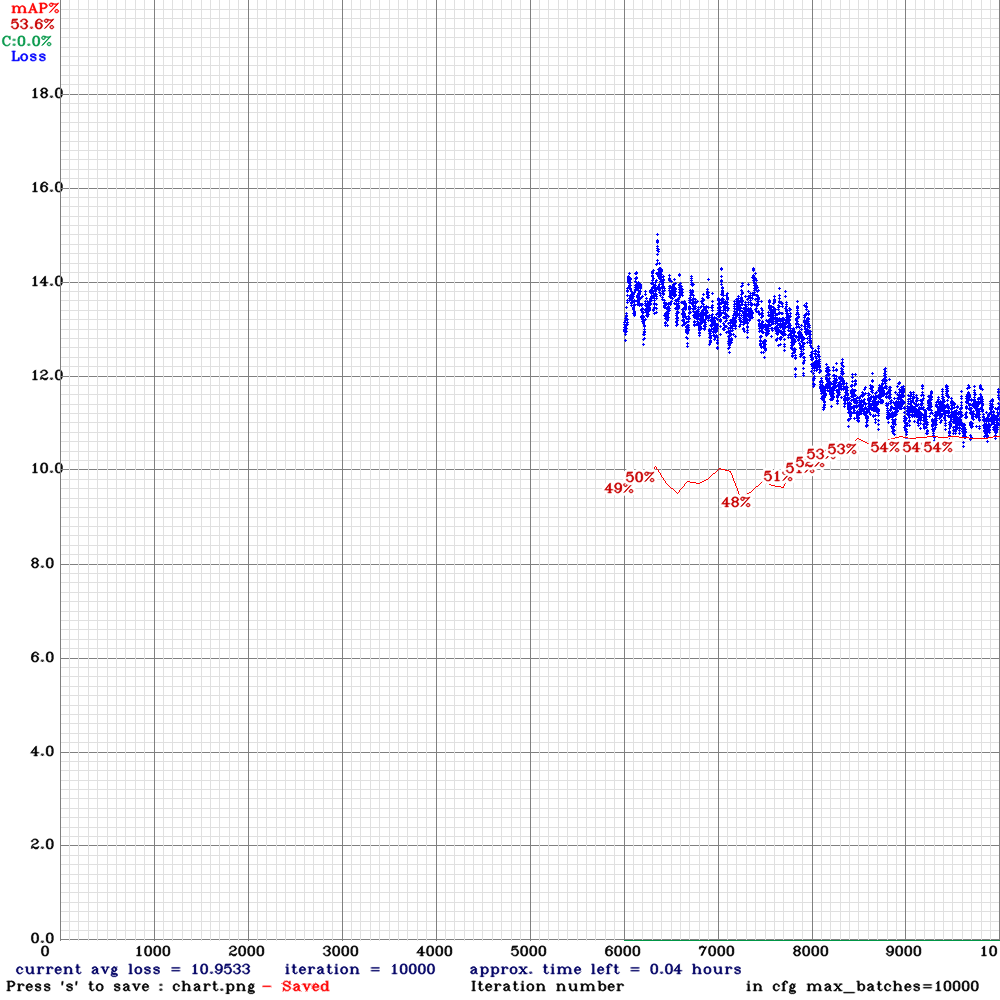 mAP%
53.6%
C:0.0%
Loss
18.0
16.0
14.0
12.0
10.0
8.0
6.0
4.0
2.0
0.0
49% 50% 48% 51% 51% 53% 53% 54% 54 54%
0 1000 2000 3000 4000 5000 6000 7000 8000 9000 10
current avg loss = 10.9533 iteration = 10000 approx. time left = 0.04 hours
Press 's' to save : chart.png - Saved Iteration number in cfg max_batches=10000